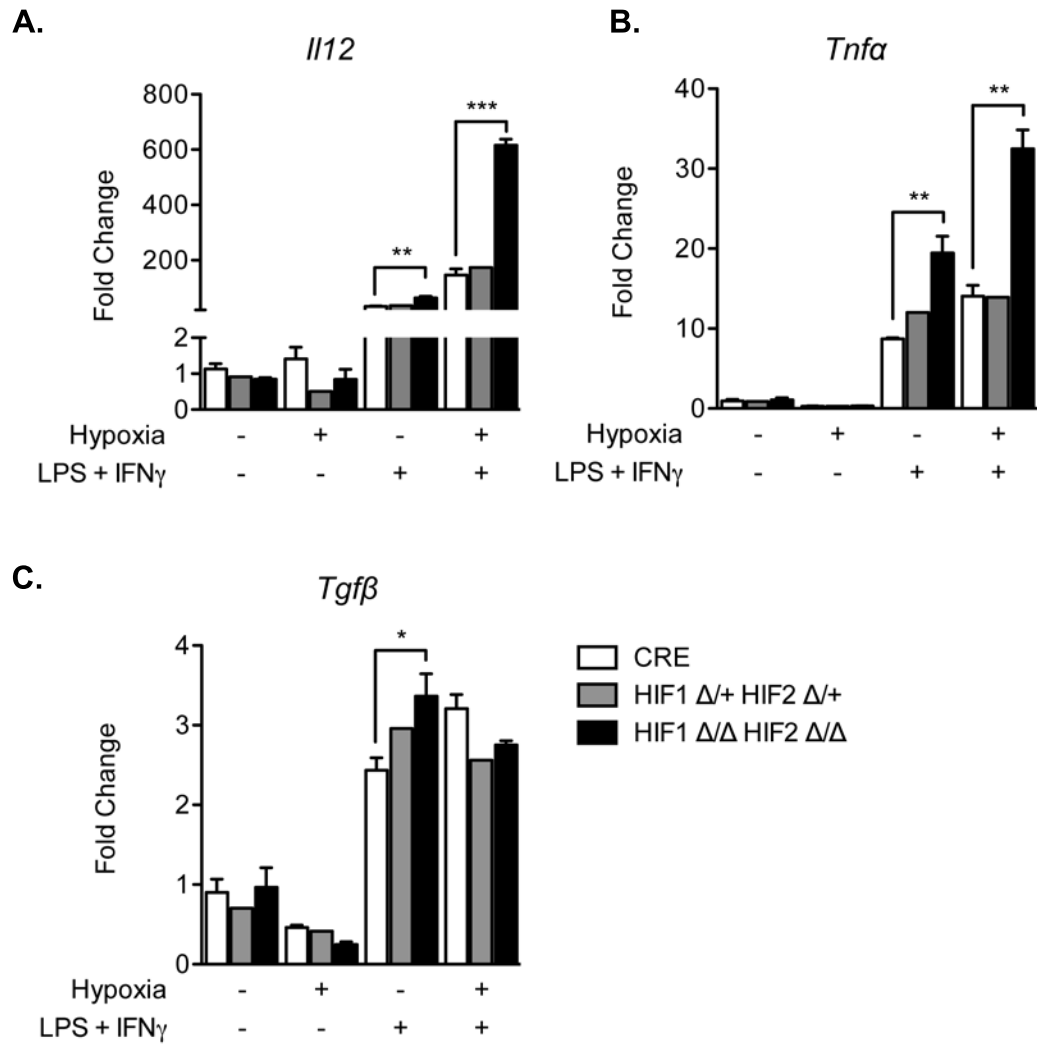 A.
Il12
Fold Change
800
600
400
200
2
1
0
***
**
Hypoxia - + - +
LPS + IFNγ - - + +
B.
Tnfα
Fold Change
40
30
20
10
0
**
**
Hypoxia - + - +
LPS + IFNγ - - + +
C.
Tgfβ
Fold Change
4
3
2
1
0
*
Hypoxia - + - +
LPS + IFNγ - - + +
CRE
HIF1 Δ/+ HIF2 Δ/+
HIF1 Δ/Δ HIF2 Δ/Δ